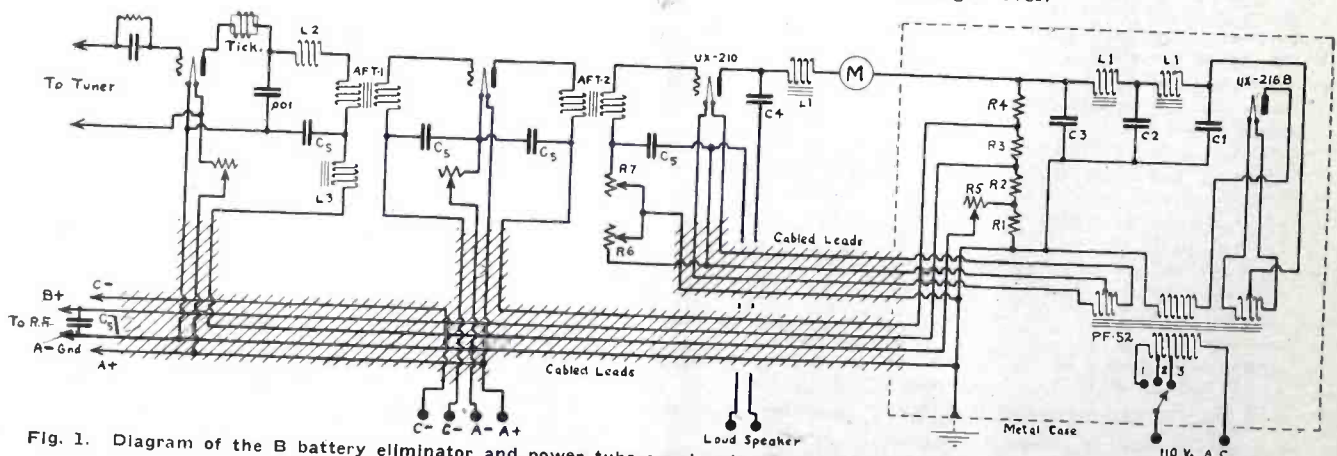 To Tuner
Tick.
L2
.001
AFT-1
C5
L3
C5
C5
AFT-2
R7
R6
C5
UX-210
C4
L1
M
R4
R3
R2
R5
R1
C3
L1
C2
L1
C1
UX-216B
Cabled Leads
PF-52
1 2 3
Metal Case
110 V. A.C.
C-
B+
To R.F.
C5
A-Gnd
A+
Cabled Leads
C- C- A- A+
Loud Speaker
Fig. 1. Diagram of the B battery eliminator and power tube